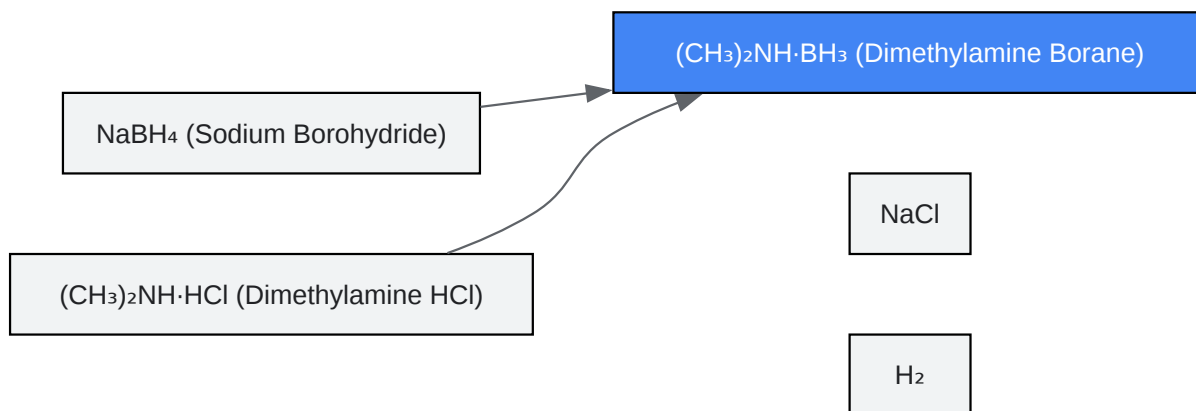 (CH₃)₂NH·BH₃ (Dimethylamine Borane)
NaBH₄ (Sodium Borohydride)
NaCl
(CH₃)₂NH·HCl (Dimethylamine HCl)
H₂